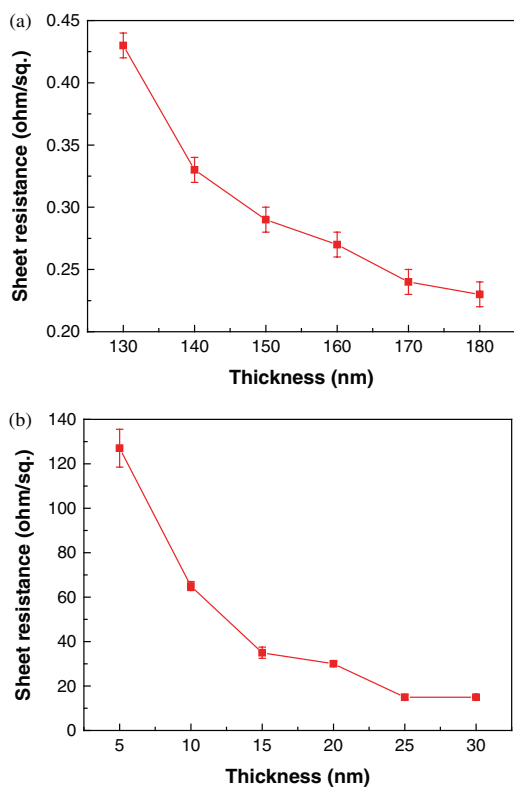 (a)
Sheet resistance (ohm/sq.)
0.45
0.40
0.35
0.30
0.25
0.20
130 140 150 160 170 180
Thickness (nm)
(b)
Sheet resistance (ohm/sq.)
140
120
100
80
60
40
20
0
5 10 15 20 25 30
Thickness (nm)